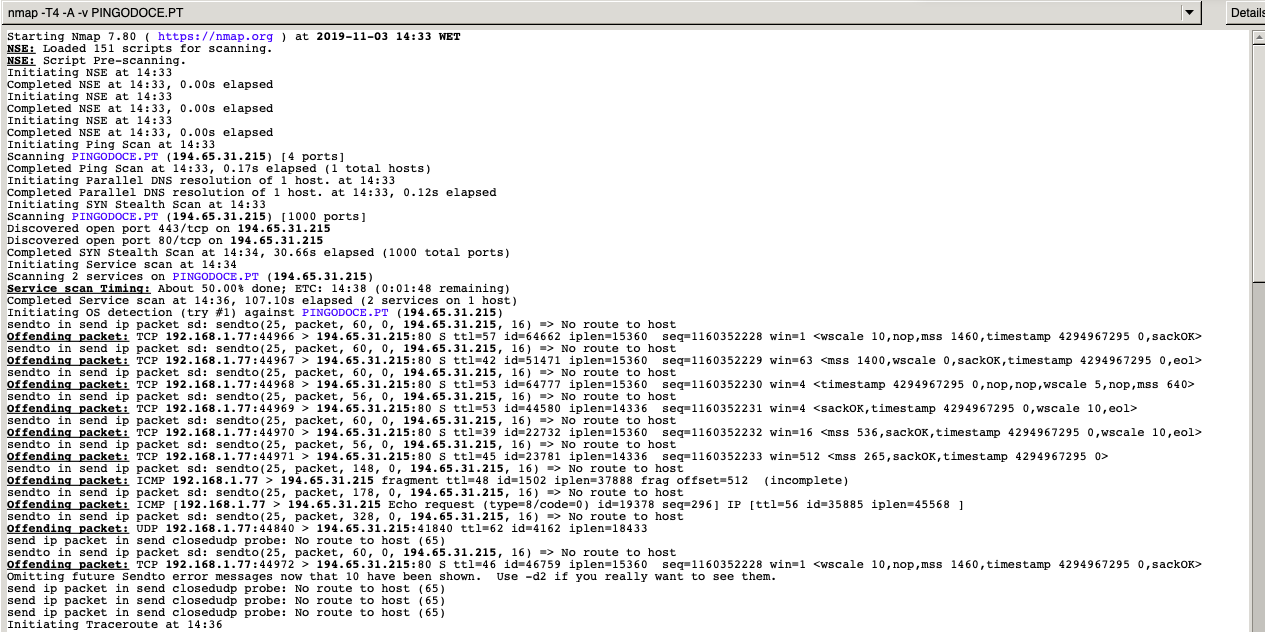 nmap -T4 -A -v PINGODOCE.PT
Details
Starting Nmap 7.80 ( https://nmap.org ) at 2019-11-03 14:33 WET
NSE: Loaded 151 scripts for scanning.
NSE: Script Pre-scanning.
Initiating NSE at 14:33
Completed NSE at 14:33, 0.00s elapsed
Initiating NSE at 14:33
Completed NSE at 14:33, 0.00s elapsed
Initiating NSE at 14:33
Completed NSE at 14:33, 0.00s elapsed
Initiating Ping Scan at 14:33
Scanning PINGODOCE.PT (194.65.31.215) [4 ports]
Completed Ping Scan at 14:33, 0.17s elapsed (1 total hosts)
Initiating Parallel DNS resolution of 1 host. at 14:33
Completed Parallel DNS resolution of 1 host. at 14:33, 0.12s elapsed
Initiating SYN Stealth Scan at 14:33
Scanning PINGODOCE.PT (194.65.31.215) [1000 ports]
Discovered open port 443/tcp on 194.65.31.215
Discovered open port 80/tcp on 194.65.31.215
Completed SYN Stealth Scan at 14:34, 30.66s elapsed (1000 total ports)
Initiating Service scan at 14:34
Scanning 2 services on PINGODOCE.PT (194.65.31.215)
Service scan Timing: About 50.00% done; ETC: 14:38 (0:01:48 remaining)
Completed Service scan at 14:36, 107.10s elapsed (2 services on 1 host)
Initiating OS detection (try #1) against PINGODOCE.PT (194.65.31.215)
sendto in send ip packet sd: sendto(25, packet, 60, 0, 194.65.31.215, 16) => No route to host
Offending packet: TCP 192.168.1.77:44966 > 194.65.31.215:80 S ttl=57 id=64662 iplen=15360  seq=1160352228 win=1 <wscale 10,nop,mss 1460,timestamp 4294967295 0,sackOK>
sendto in send ip packet sd: sendto(25, packet, 60, 0, 194.65.31.215, 16) => No route to host
Offending packet: TCP 192.168.1.77:44967 > 194.65.31.215:80 S ttl=42 id=51471 iplen=15360  seq=1160352229 win=63 <mss 1400,wscale 0,sackOK,timestamp 4294967295 0,eol>
sendto in send ip packet sd: sendto(25, packet, 60, 0, 194.65.31.215, 16) => No route to host
Offending packet: TCP 192.168.1.77:44968 > 194.65.31.215:80 S ttl=53 id=64777 iplen=15360  seq=1160352230 win=4 <timestamp 4294967295 0,nop,nop,wscale 5,nop,mss 640>
sendto in send ip packet sd: sendto(25, packet, 56, 0, 194.65.31.215, 16) => No route to host
Offending packet: TCP 192.168.1.77:44969 > 194.65.31.215:80 S ttl=53 id=44580 iplen=14336  seq=1160352231 win=4 <sackOK,timestamp 4294967295 0,wscale 10,eol>
sendto in send ip packet sd: sendto(25, packet, 60, 0, 194.65.31.215, 16) => No route to host
Offending packet: TCP 192.168.1.77:44970 > 194.65.31.215:80 S ttl=39 id=22732 iplen=15360  seq=1160352232 win=16 <mss 536,sackOK,timestamp 4294967295 0,wscale 10,eol>
sendto in send ip packet sd: sendto(25, packet, 56, 0, 194.65.31.215, 16) => No route to host
Offending packet: TCP 192.168.1.77:44971 > 194.65.31.215:80 S ttl=45 id=23781 iplen=14336  seq=1160352233 win=512 <mss 265,sackOK,timestamp 4294967295 0>
sendto in send ip packet sd: sendto(25, packet, 148, 0, 194.65.31.215, 16) => No route to host
Offending packet: ICMP 192.168.1.77 > 194.65.31.215 fragment ttl=48 id=1502 iplen=37888 frag offset=512  (incomplete)
sendto in send ip packet sd: sendto(25, packet, 178, 0, 194.65.31.215, 16) => No route to host
Offending packet: ICMP [192.168.1.77 > 194.65.31.215 Echo request (type=8/code=0) id=19378 seq=296] IP [ttl=56 id=35885 iplen=45568 ]
sendto in send ip packet sd: sendto(25, packet, 328, 0, 194.65.31.215, 16) => No route to host
Offending packet: UDP 192.168.1.77:44840 > 194.65.31.215:41840 ttl=62 id=4162 iplen=18433
send ip packet in send closedudp probe: No route to host (65)
sendto in send ip packet sd: sendto(25, packet, 60, 0, 194.65.31.215, 16) => No route to host
Offending packet: TCP 192.168.1.77:44972 > 194.65.31.215:80 S ttl=46 id=46759 iplen=15360  seq=1160352228 win=1 <wscale 10,nop,mss 1460,timestamp 4294967295 0,sackOK>
Omitting future Sendto error messages now that 10 have been shown.  Use -d2 if you really want to see them.
send ip packet in send closedudp probe: No route to host (65)
send ip packet in send closedudp probe: No route to host (65)
send ip packet in send closedudp probe: No route to host (65)
Initiating Traceroute at 14:36